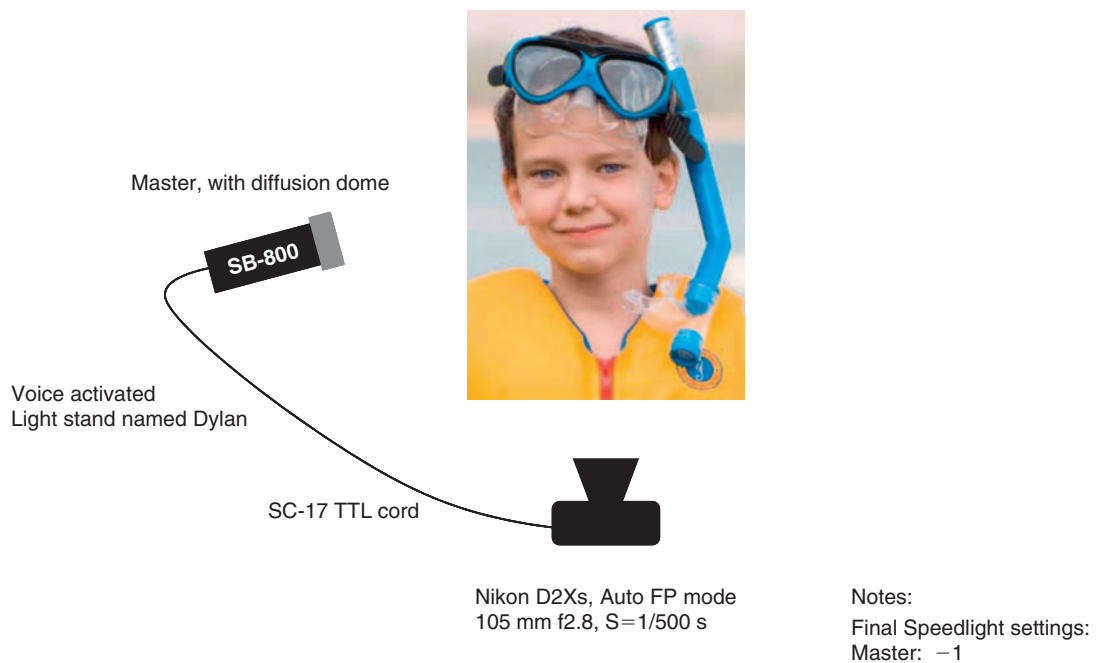 Master, with diffusion dome
SB-800
Voice activated
Light stand named Dylan
SC-17 TTL cord
Nikon D2Xs, Auto FP mode
105 mm f2.8, S=1/500 s
Notes:
Final Speedlight settings:
Master: −1